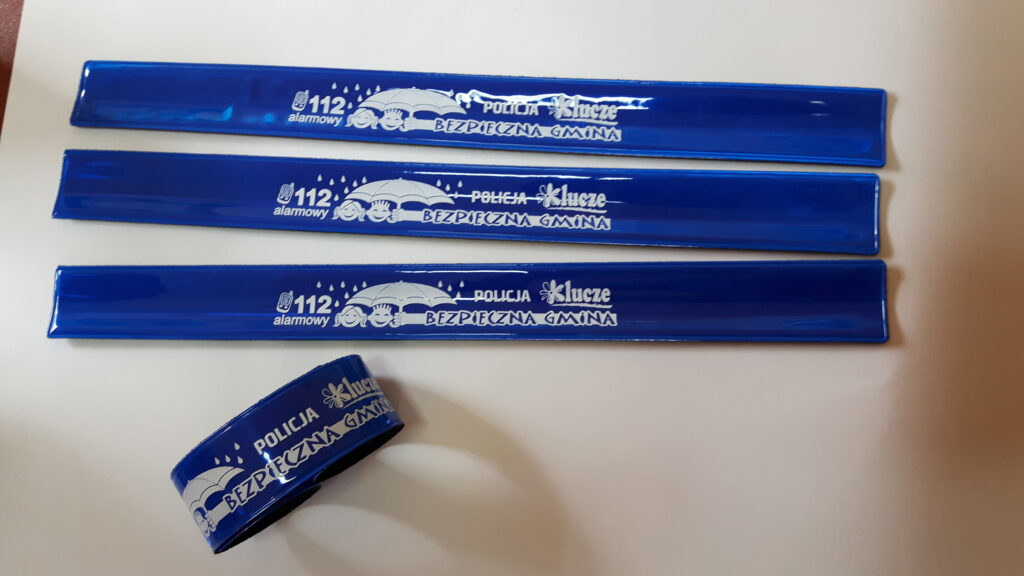 112 POLICJA Klucze
alarmowy BEZPIECZNA GMINA
112 POLICJA Klucze
alarmowy BEZPIECZNA GMINA
112 POLICJA Klucze
alarmowy BEZPIECZNA GMINA
POLICJA Klucze
BEZPIECZNA GMINA